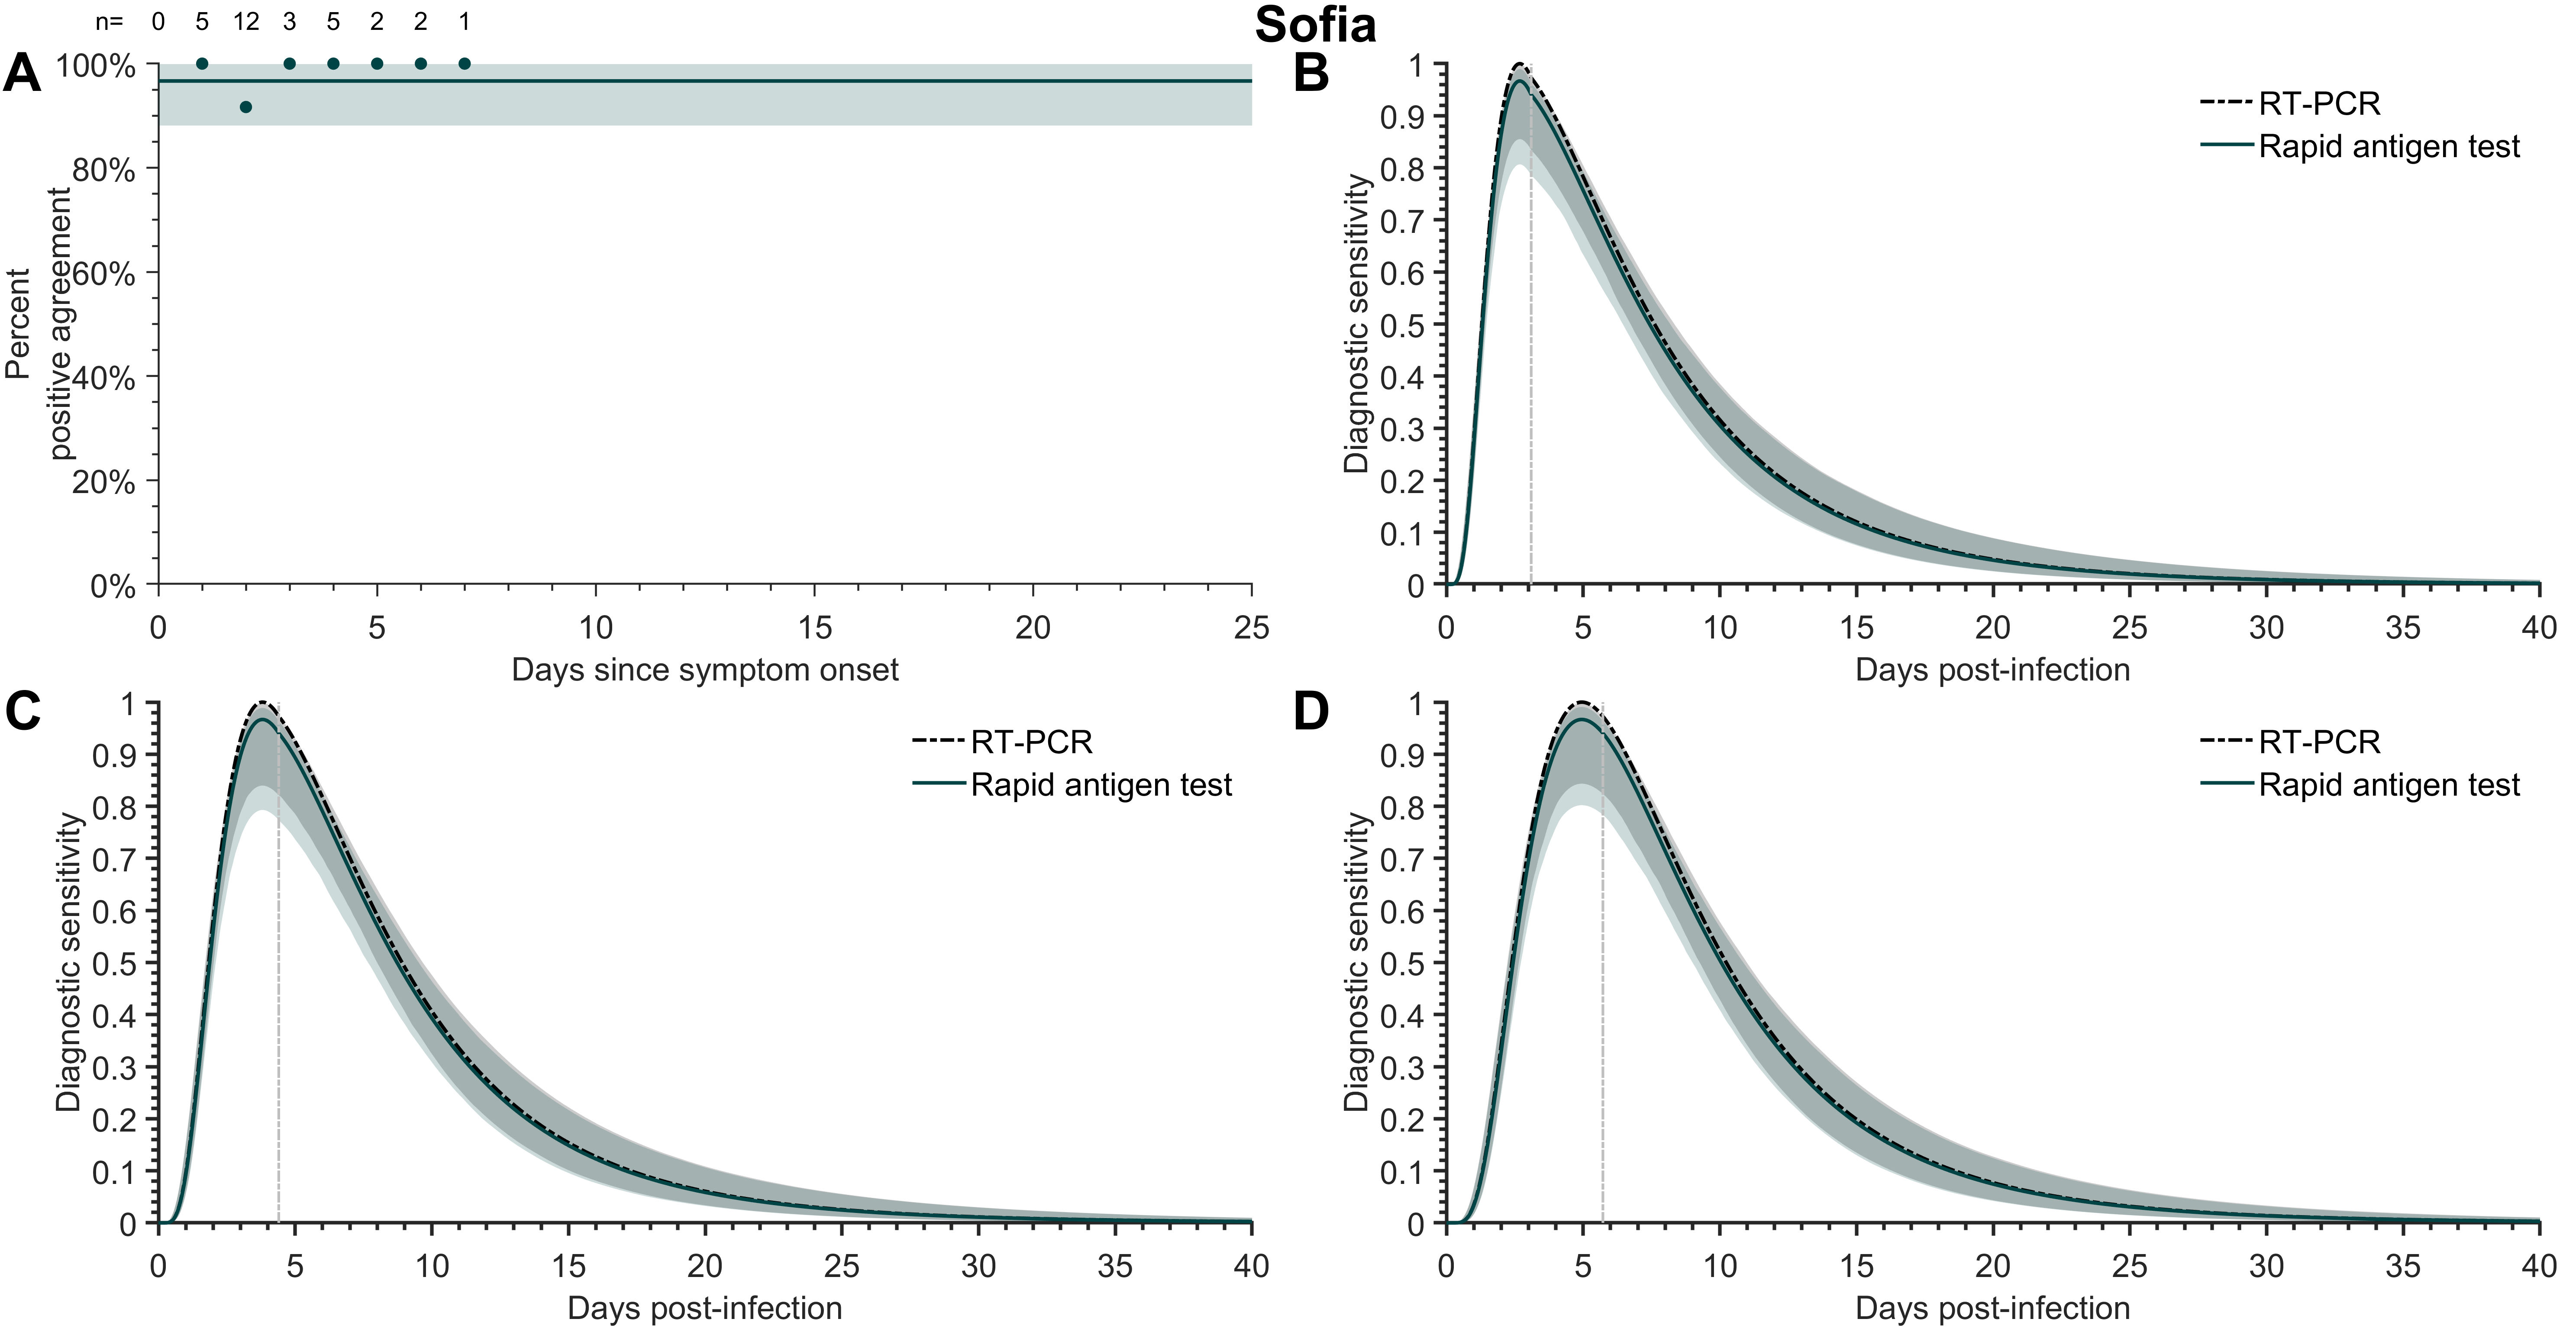 Sofia
A
n= 0 5 12 3 5 2 2 1
100%
80%
60%
40%
20%
0%
Percent
positive agreement
0 5 10 15 20 25
Days since symptom onset
B
1
0.9
0.8
0.7
0.6
0.5
0.4
0.3
0.2
0.1
0
Diagnostic sensitivity
RT-PCR
Rapid antigen test
0 5 10 15 20 25 30 35 40
Days post-infection
C
1
0.9
0.8
0.7
0.6
0.5
0.4
0.3
0.2
0.1
0
Diagnostic sensitivity
RT-PCR
Rapid antigen test
0 5 10 15 20 25 30 35 40
Days post-infection
D
1
0.9
0.8
0.7
0.6
0.5
0.4
0.3
0.2
0.1
0
Diagnostic sensitivity
RT-PCR
Rapid antigen test
0 5 10 15 20 25 30 35 40
Days post-infection